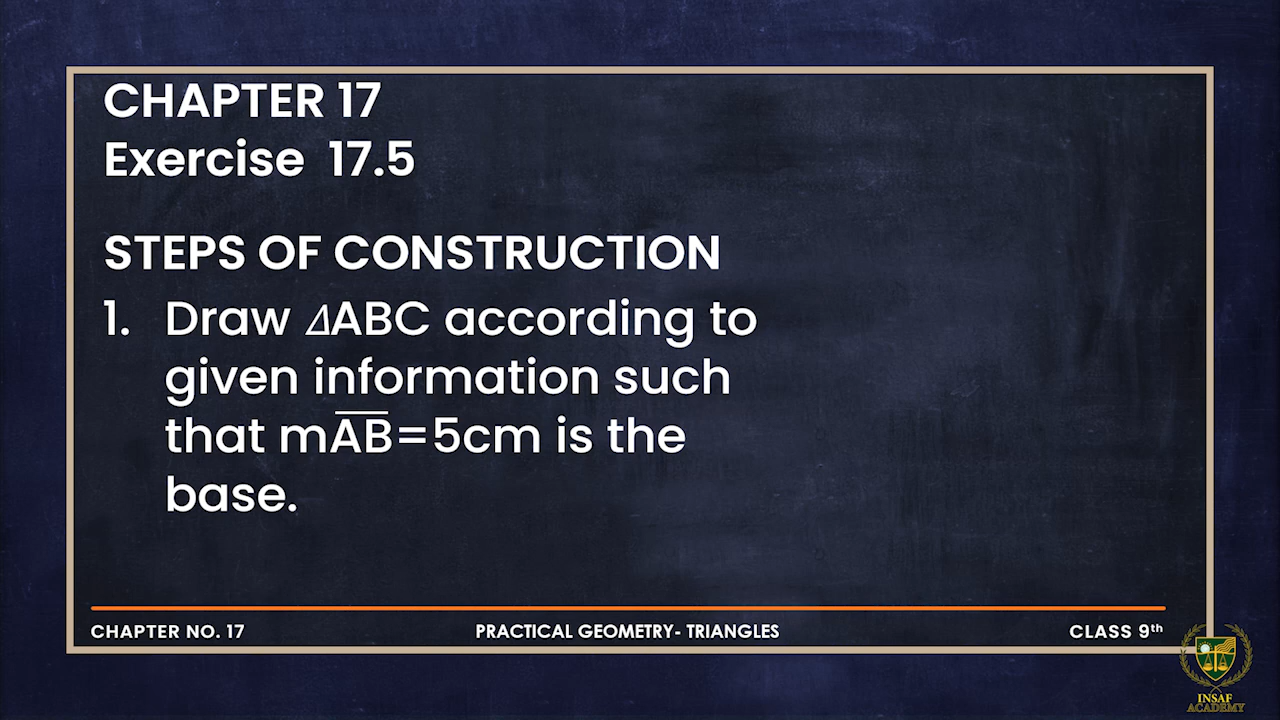 CHAPTER 17
Exercise 17.5
STEPS OF CONSTRUCTION
1. Draw 𝛥ABC according to
given information such
that mA̅B̅=5cm is the
base.
CHAPTER NO. 17
PRACTICAL GEOMETRY- TRIANGLES
CLASS 9ᵗʰ
INSAF
ACADEMY